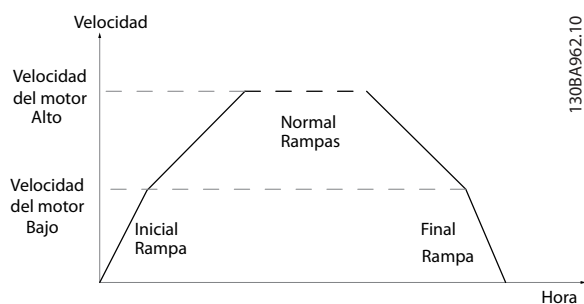 Velocidad
130BA962.10
Velocidad
del motor
Alto
Normal
Rampas
Velocidad
del motor
Bajo
Inicial
Rampa
Final
Rampa
Hora